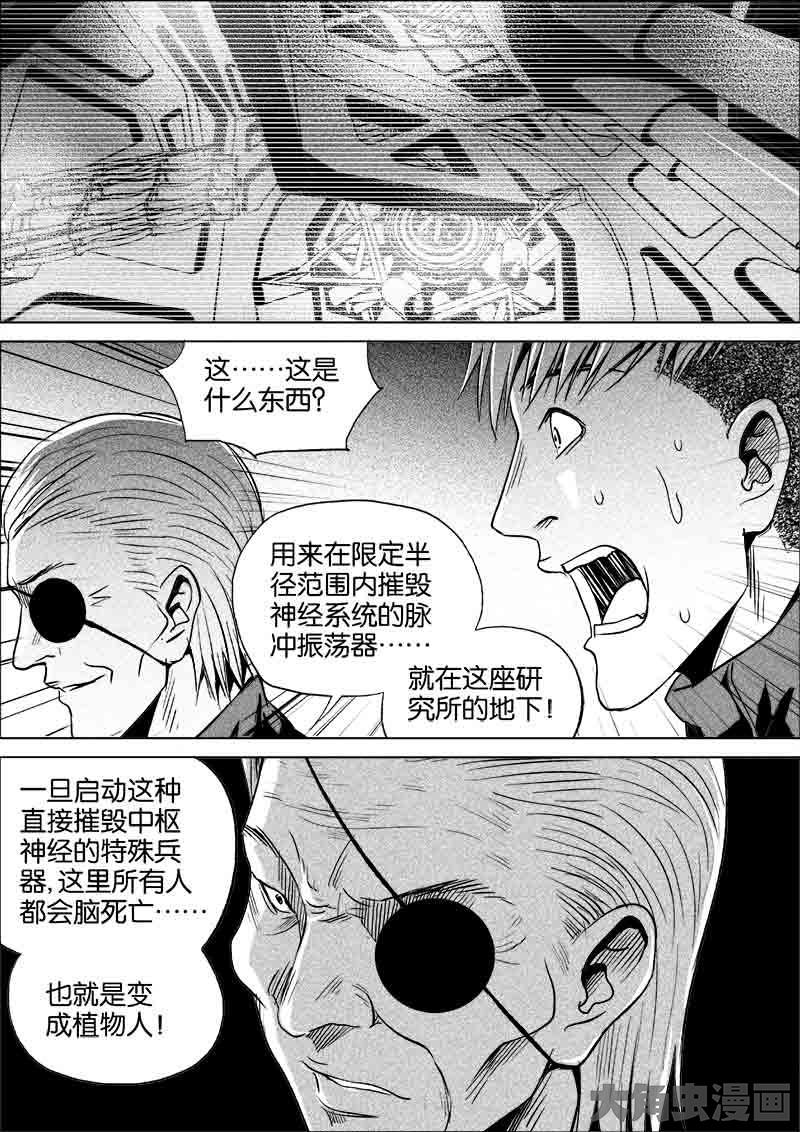 这……这是
什么东西？
用来在限定半
径范围内摧毁
神经系统的脉
冲振荡器……
就在这座研
究所的地下！
一旦启动这种
直接摧毁中枢
神经的特殊兵
器，这里所有人
都会脑死亡……
也就是变
成植物人！
大角虫漫画